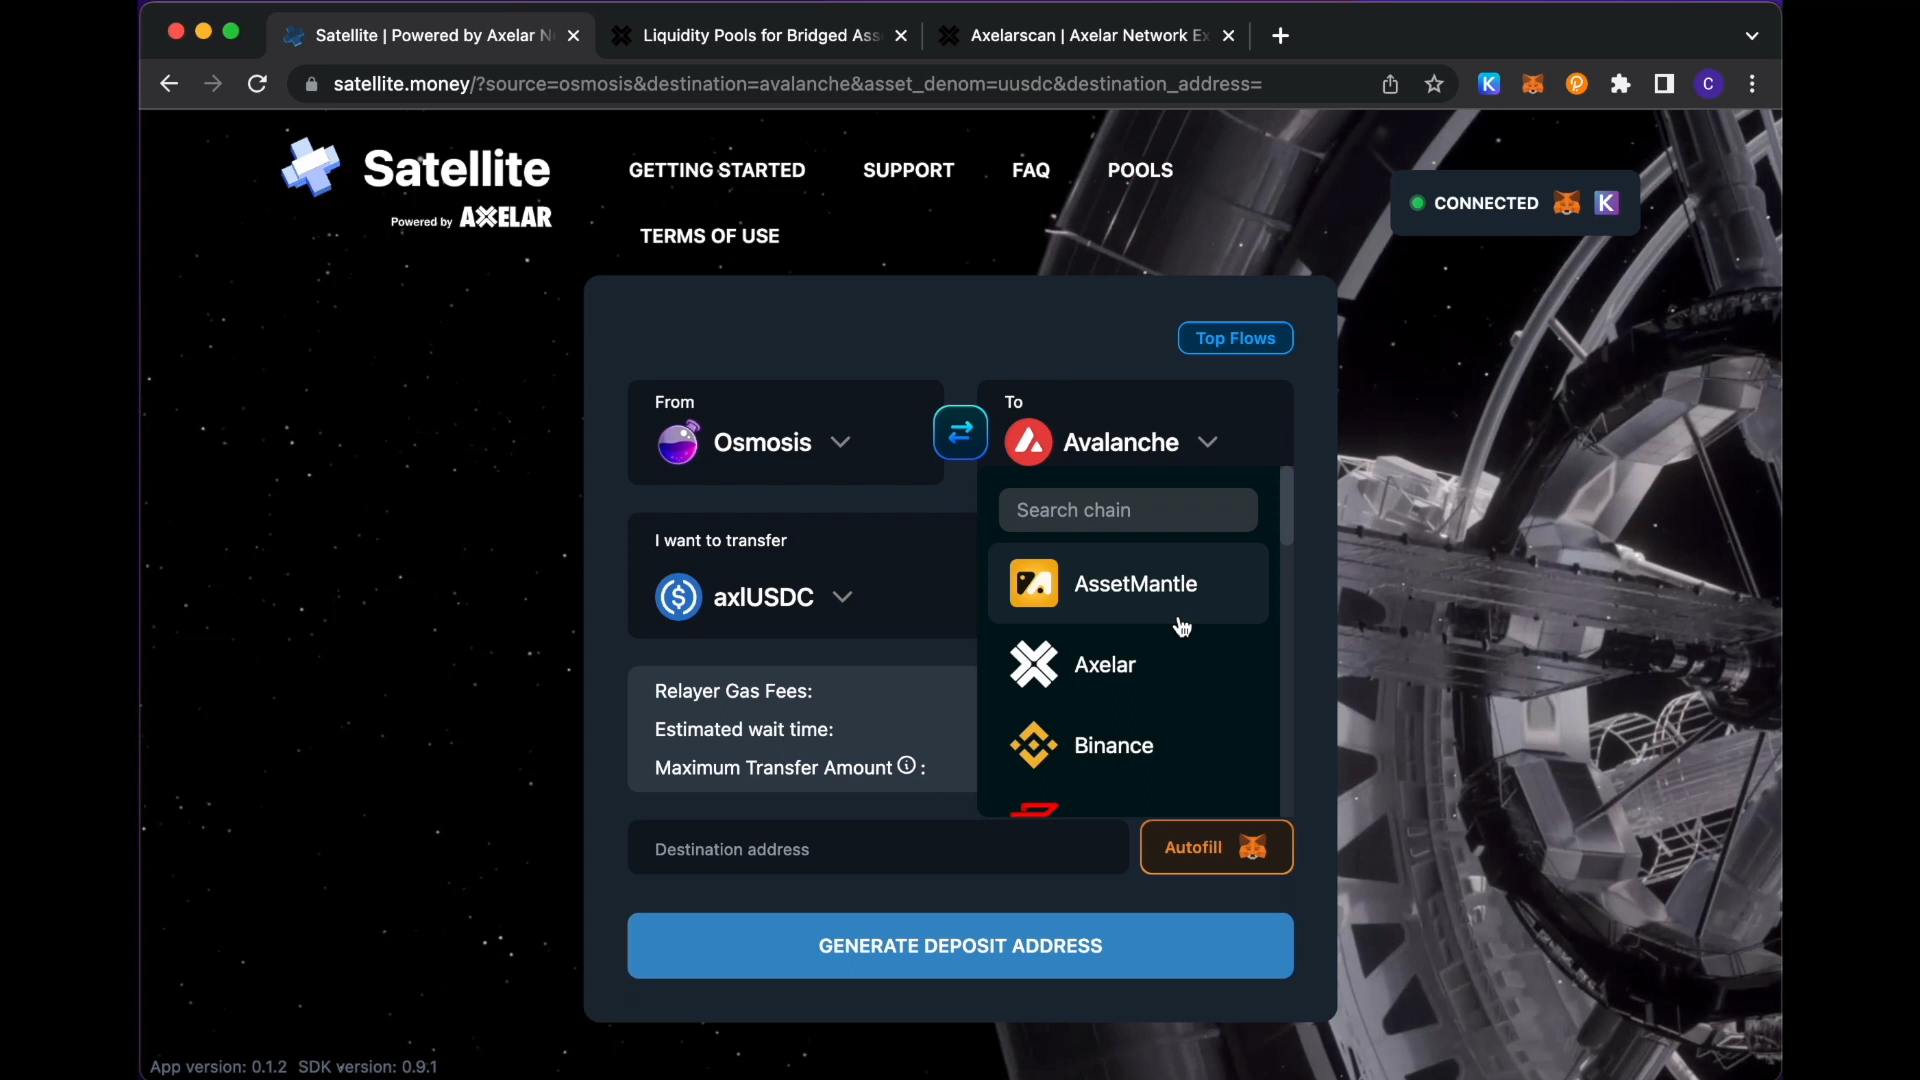 Satellite | Powered by Axelar N
Liquidity Pools for Bridged Ass
Axelarscan | Axelar Network Ex
satellite.money/?source=osmosis&destination=avalanche&asset_denom=uusdc&destination_address=
K
C
Satellite
Powered by AXELAR
GETTING STARTED
SUPPORT
FAQ
POOLS
TERMS OF USE
CONNECTED
K
Top Flows
From
Osmosis
To
Avalanche
Search chain
AssetMantle
Axelar
Binance
I want to transfer
axlUSDC
Relayer Gas Fees:
Estimated wait time:
Maximum Transfer Amount ⓘ :
Destination address
Autofill
GENERATE DEPOSIT ADDRESS
App version: 0.1.2 SDK version: 0.9.1